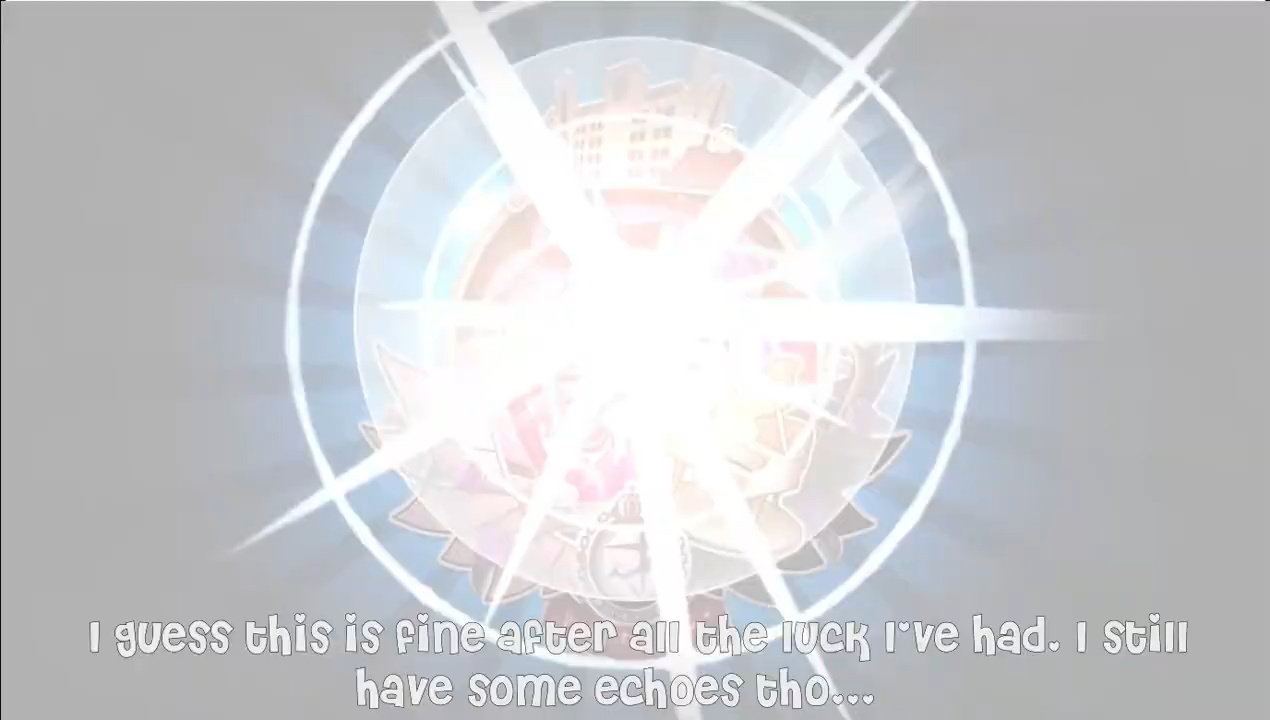 I guess this is fine after all the luck I've had. I still
have some echoes tho...